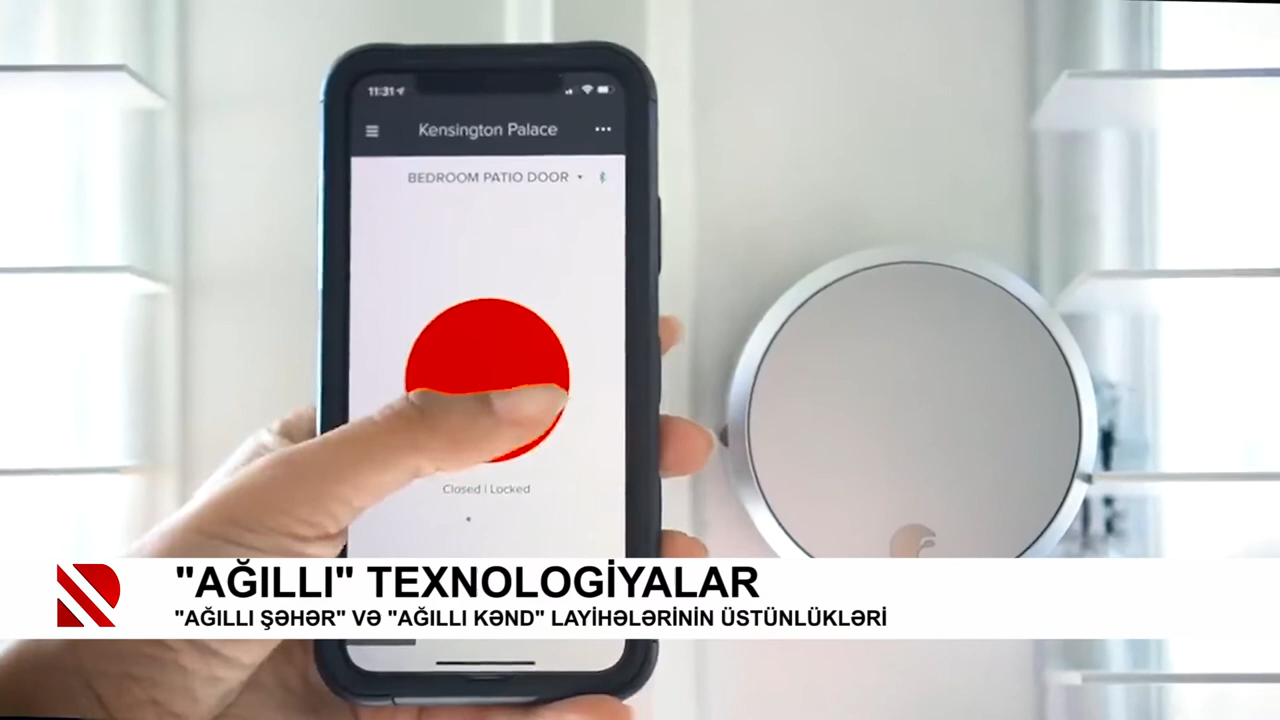 11:31
Kensington Palace
BEDROOM PATIO DOOR
Closed | Locked
"AĞILLI" TEXNOLOGİYALAR
"AĞILLI ŞƏHƏR" VƏ "AĞILLI KƏND" LAYİHƏLƏRİNİN ÜSTÜNLÜKLƏRİ